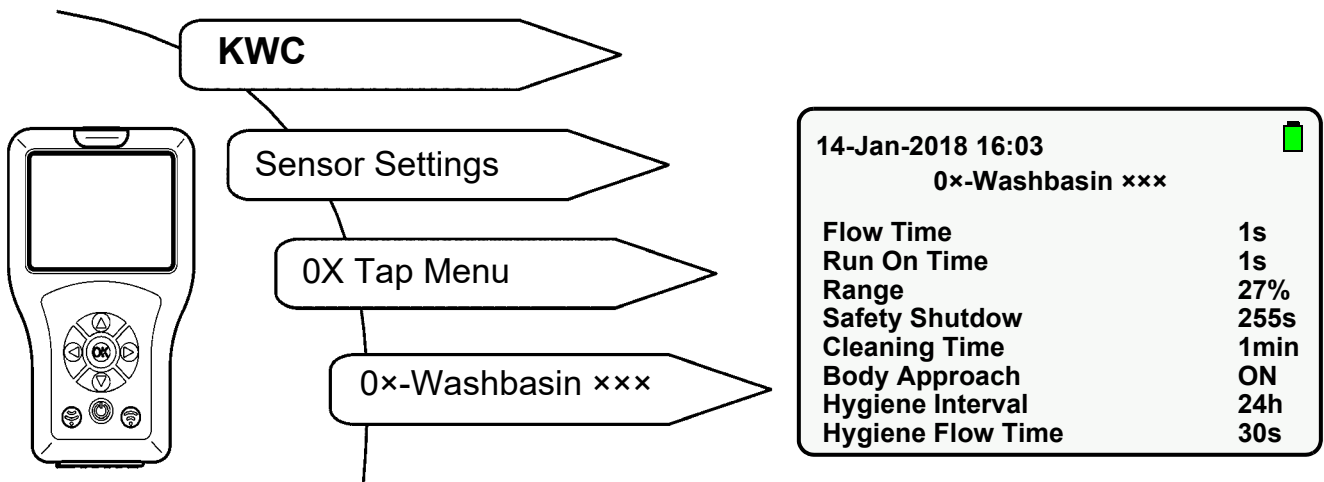 KWC
Sensor Settings
0X Tap Menu
0×-Washbasin ×××
OK
14-Jan-2018 16:03
0×-Washbasin ×××
Flow Time 1s
Run On Time 1s
Range 27%
Safety Shutdow 255s
Cleaning Time 1min
Body Approach ON
Hygiene Interval 24h
Hygiene Flow Time 30s